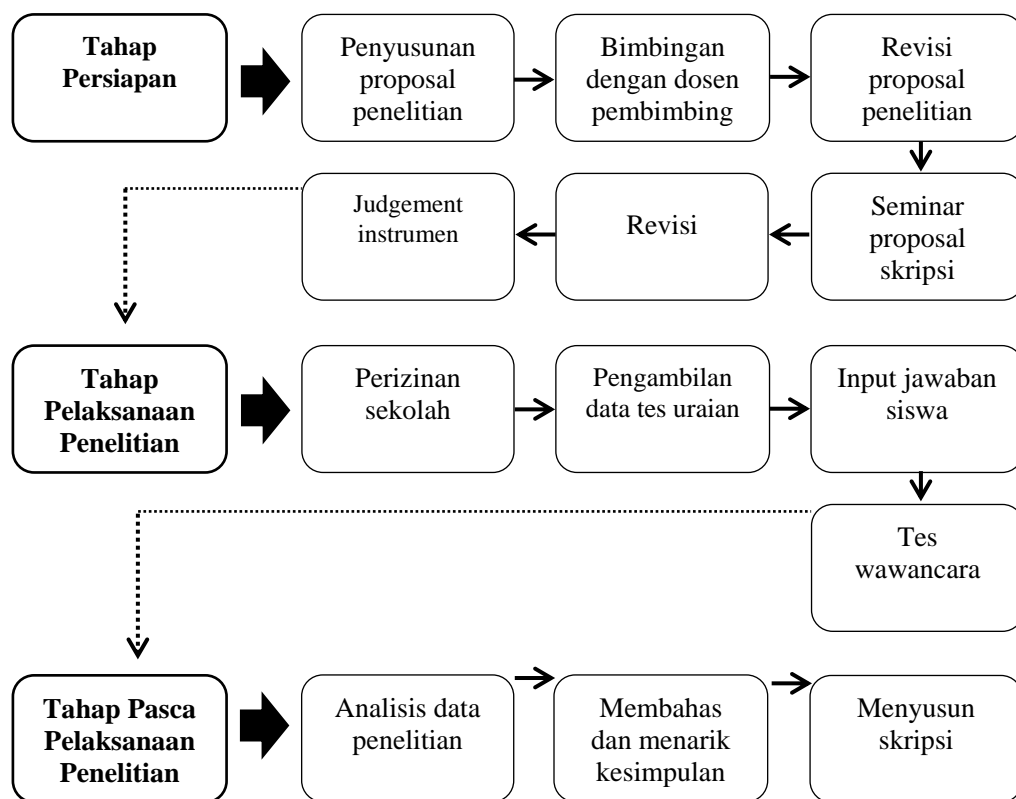 Tahap
Persiapan
Penyusunan
proposal
penelitian
Bimbingan
dengan dosen
pembimbing
Revisi
proposal
penelitian
Seminar
proposal
skripsi
Revisi
Judgement
instrumen
Tahap
Pelaksanaan
Penelitian
Perizinan
sekolah
Pengambilan
data tes uraian
Input jawaban
siswa
Tes
wawancara
Tahap Pasca
Pelaksanaan
Penelitian
Analisis data
penelitian
Membahas
dan menarik
kesimpulan
Menyusun
skripsi